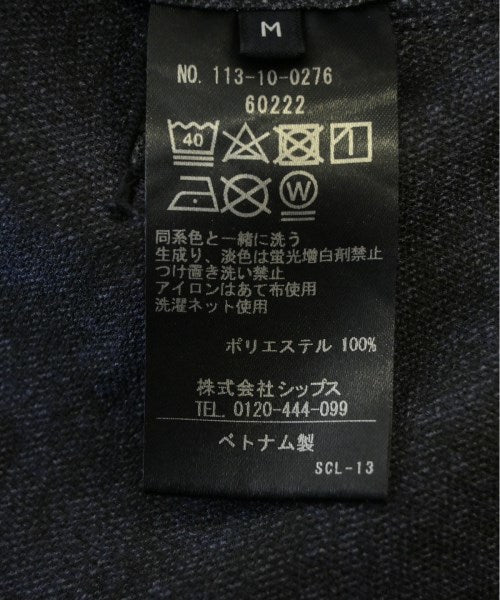 M
NO. 113-10-0276
60222
40
W
同系色と一緒に洗う
生成り、淡色は蛍光増白剤禁止
つけ置き洗い禁止
アイロンはあて布使用
洗濯ネット使用
ポリエステル 100%
株式会社シップス
TEL. 0120-444-099
ベトナム製
SCL-13